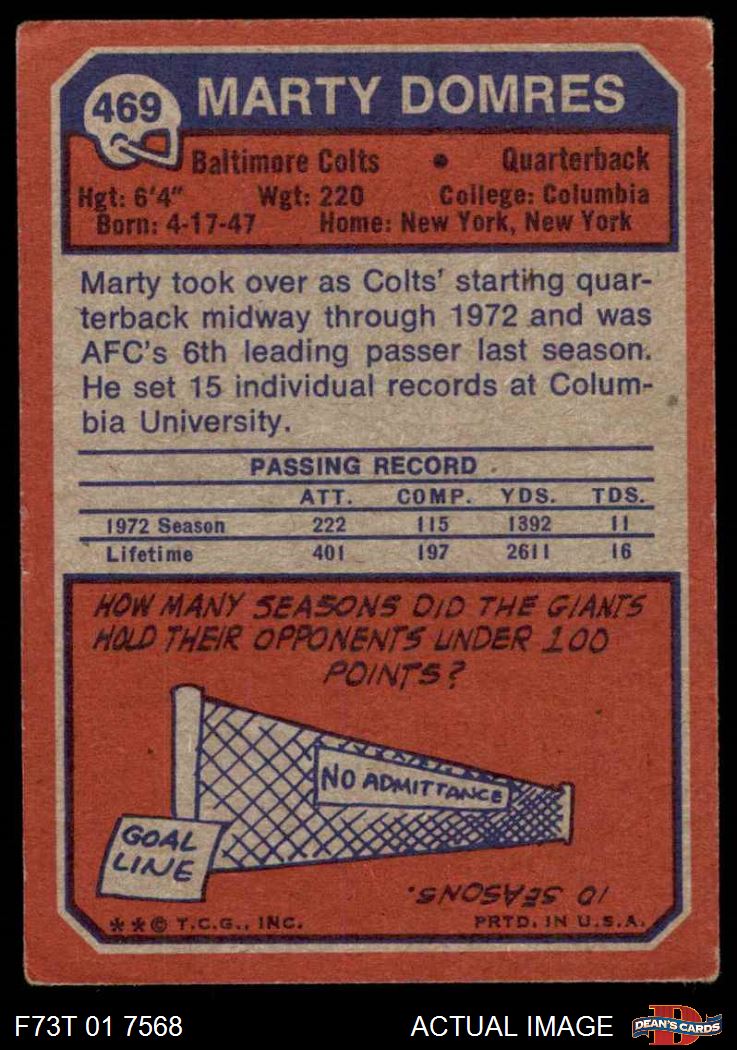 469 MARTY DOMRES
Baltimore Colts • Quarterback
Hgt: 6'4" Wgt: 220 College: Columbia
Born: 4-17-47 Home: New York, New York
Marty took over as Colts' starting quar-
terback midway through 1972 and was
AFC's 6th leading passer last season.
He set 15 individual records at Colum-
bia University.
PASSING RECORD
ATT. COMP. YDS. TDS.
1972 Season 222 115 1392 11
Lifetime 401 197 2611 16
HOW MANY SEASONS DID THE GIANTS
HOLD THEIR OPPONENTS UNDER 100
POINTS?
NO ADMITTANCE
GOAL
LINE
10 SEASONS.
**© T.C.G., INC. PRTD. IN U.S.A.
F73T 01 7568 ACTUAL IMAGE DEAN'S CARDS